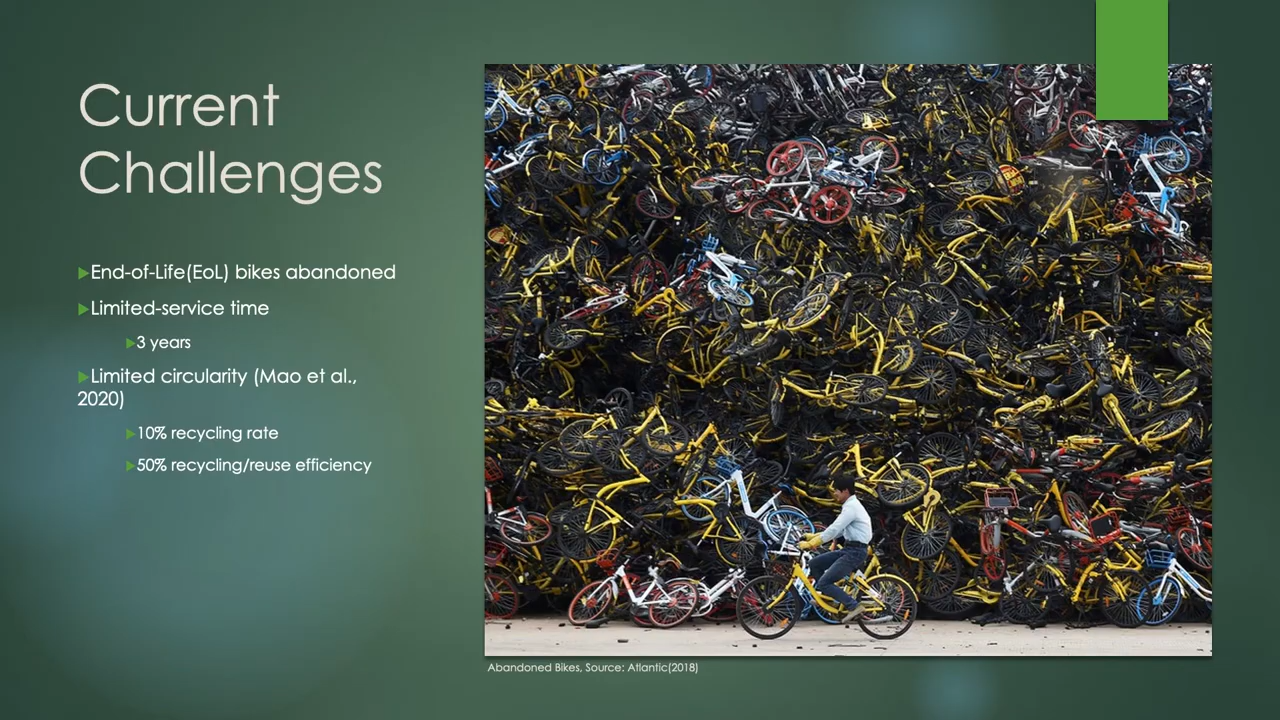 Current
Challenges
End-of-Life(EoL) bikes abandoned
Limited-service time
3 years
Limited circularity (Mao et al.,
2020)
10% recycling rate
50% recycling/reuse efficiency
Abandoned Bikes, Source: Atlantic(2018)